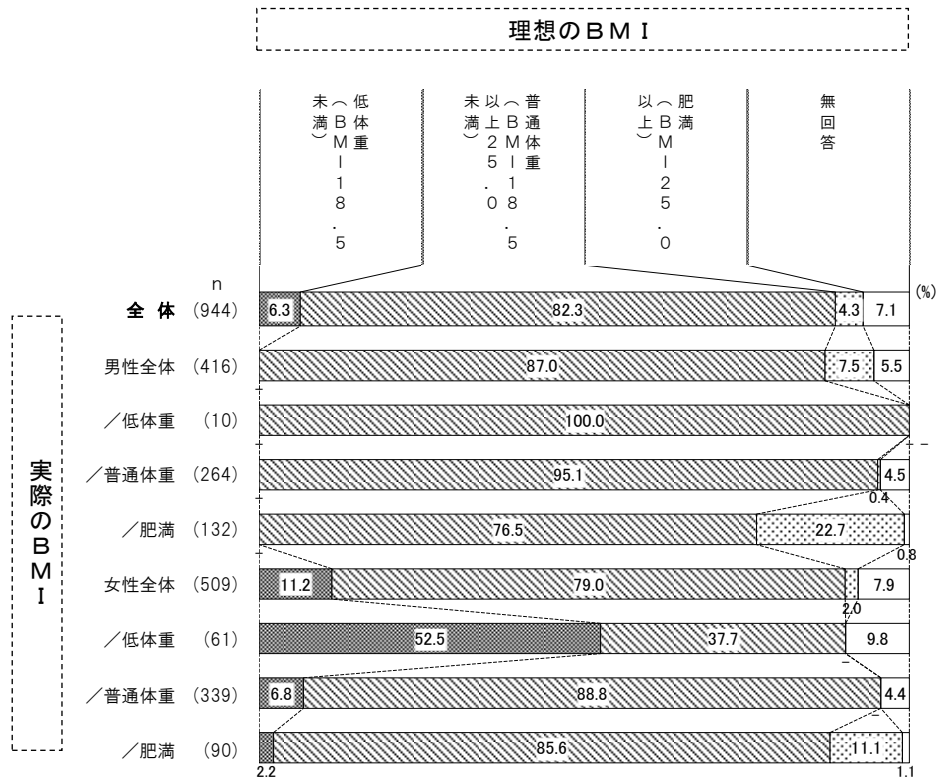 理想のＢＭＩ
低体重
（ＢＭＩ１８．５
未満）
普通体重
（ＢＭＩ１８．５
以上２５．０
未満）
肥満
（ＢＭＩ２５．０
以上）
無回答
n
(%)
全 体 (944) 6.3 82.3 4.3 7.1
男性全体 (416) 87.0 7.5 5.5
－
／低体重 (10) 100.0
－ －
／普通体重 (264) 95.1 4.5
－ 0.4
／肥満 (132) 76.5 22.7
－ 0.8
女性全体 (509) 11.2 79.0 7.9
2.0
／低体重 (61) 52.5 37.7 9.8
－
／普通体重 (339) 6.8 88.8 4.4
－
／肥満 (90) 85.6 11.1
2.2 1.1
実際のＢＭＩ